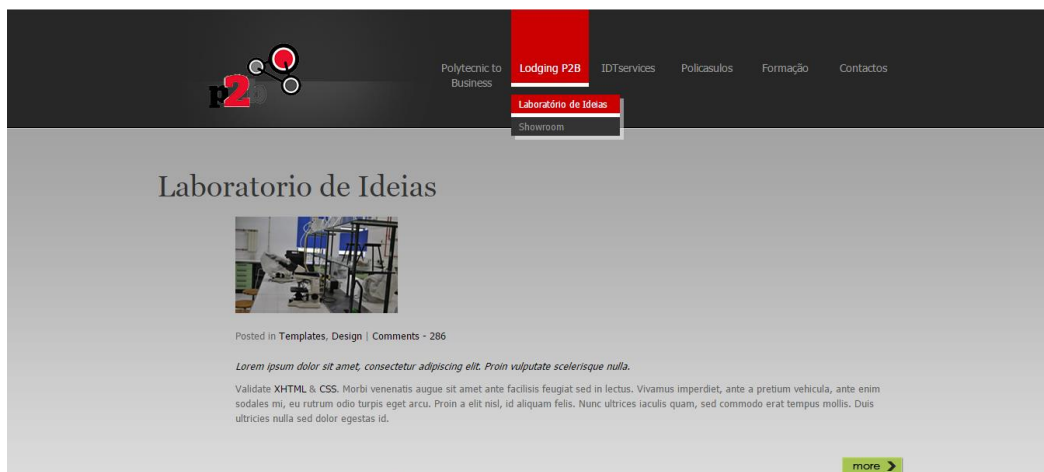 p2b
Polytecnic to
Business
Lodging P2B
IDTservices
Policasulos
Formação
Contactos
Laboratório de Ideias
Showroom
Laboratorio de Ideias
Posted in Templates, Design | Comments - 286
Lorem ipsum dolor sit amet, consectetur adipiscing elit. Proin vulputate scelerisque nulla.
Validate XHTML & CSS. Morbi venenatis augue sit amet ante facilisis feugiat sed in lectus. Vivamus imperdiet, ante a pretium vehicula, ante enim
sodales mi, eu rutrum odio turpis eget arcu. Proin a elit nisl, id aliquam felis. Nunc ultrices iaculis quam, sed commodo erat tempus mollis. Duis
ultricies nulla sed dolor egestas id.
more